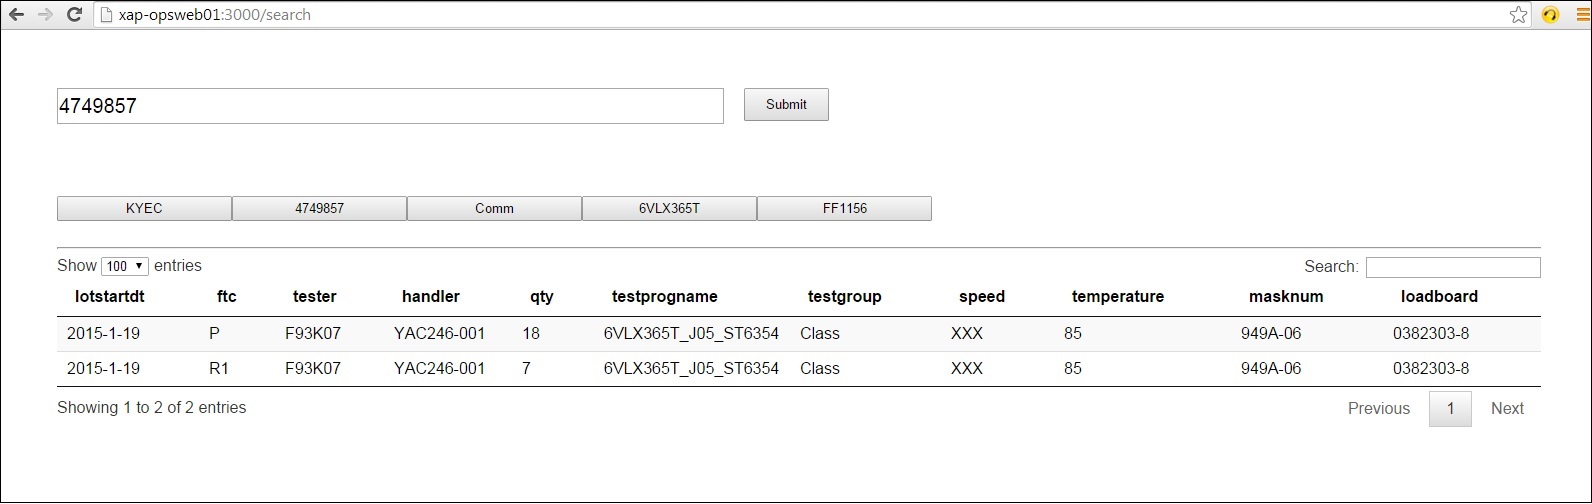 xap-opsweb01:3000/search
4749857 Submit
KYEC 4749857 Comm 6VLX365T FF1156
Show 100 entries Search:
lotstartdt ftc tester handler qty testprogname testgroup speed temperature masknum loadboard
2015-1-19 P F93K07 YAC246-001 18 6VLX365T_J05_ST6354 Class XXX 85 949A-06 0382303-8
2015-1-19 R1 F93K07 YAC246-001 7 6VLX365T_J05_ST6354 Class XXX 85 949A-06 0382303-8
Showing 1 to 2 of 2 entries Previous 1 Next